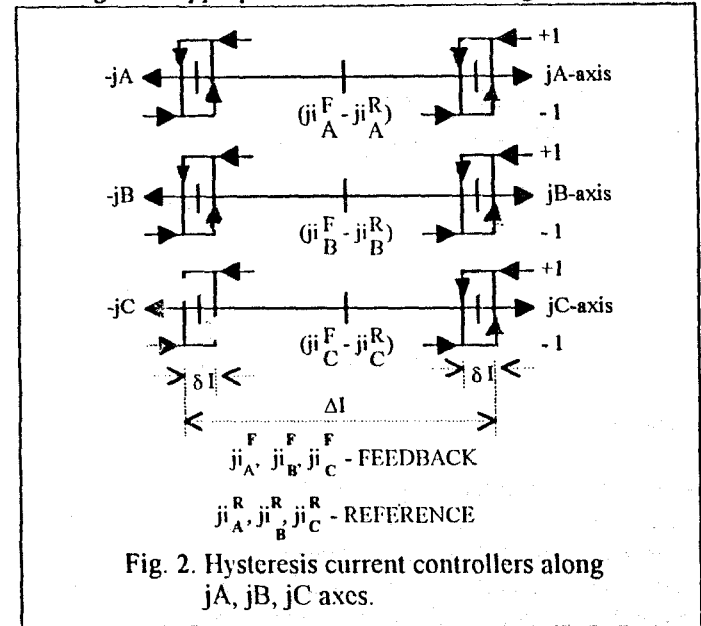 +1
-jA
jA-axis
(ji^F_A - ji^R_A)
- 1
+1
-jB
jB-axis
(ji^F_B - ji^R_B)
- 1
+1
-jC
jC-axis
(ji^F_C - ji^R_C)
- 1
δ I
δ I
ΔI
ji^F_A, ji^F_B, ji^F_C - FEEDBACK
ji^R_A, ji^R_B, ji^R_C - REFERENCE
Fig. 2. Hysteresis current controllers along
jA, jB, jC axes.